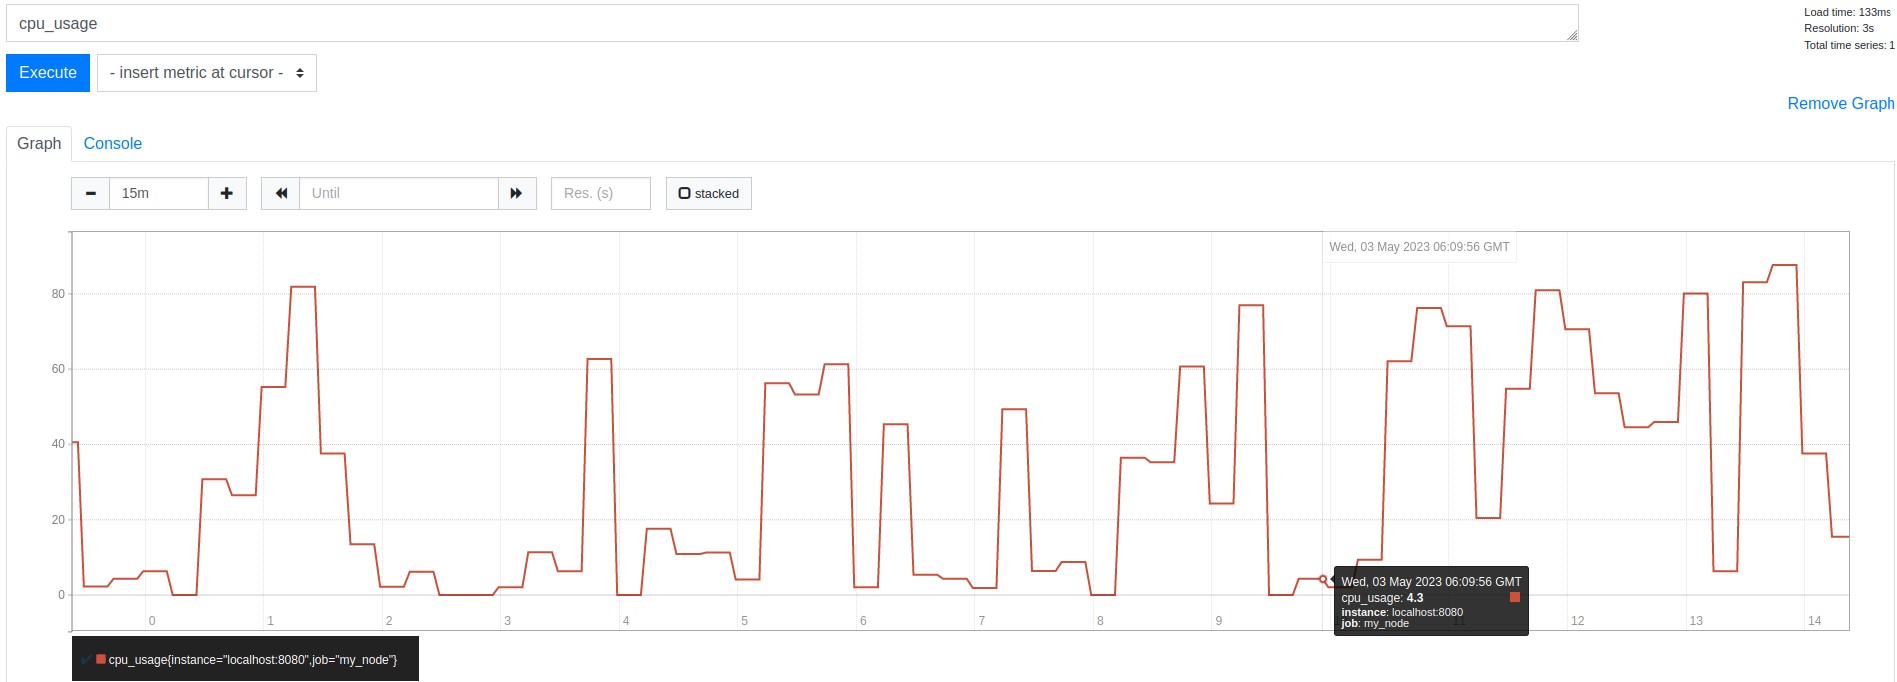 cpu_usage
Load time: 133ms
Resolution: 3s
Total time series: 1
Execute
- insert metric at cursor -
Remove Graph
Graph
Console
15m
Until
Res. (s)
stacked
Wed, 03 May 2023 06:09:56 GMT
80
60
40
20
0
Wed, 03 May 2023 06:09:56 GMT
cpu_usage: 4.3
instance: localhost:8080
job: my_node
0 1 2 3 4 5 6 7 8 9 11 12 13 14
cpu_usage{instance="localhost:8080",job="my_node"}